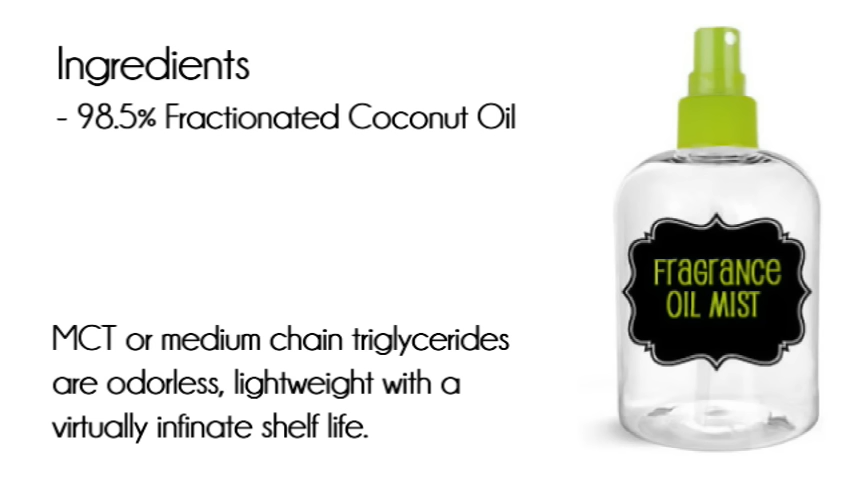 Ingredients
- 98.5% Fractionated Coconut Oil
MCT or medium chain triglycerides
are odorless, lightweight with a
virtually infinate shelf life.
FRAGRANCE
OIL MIST